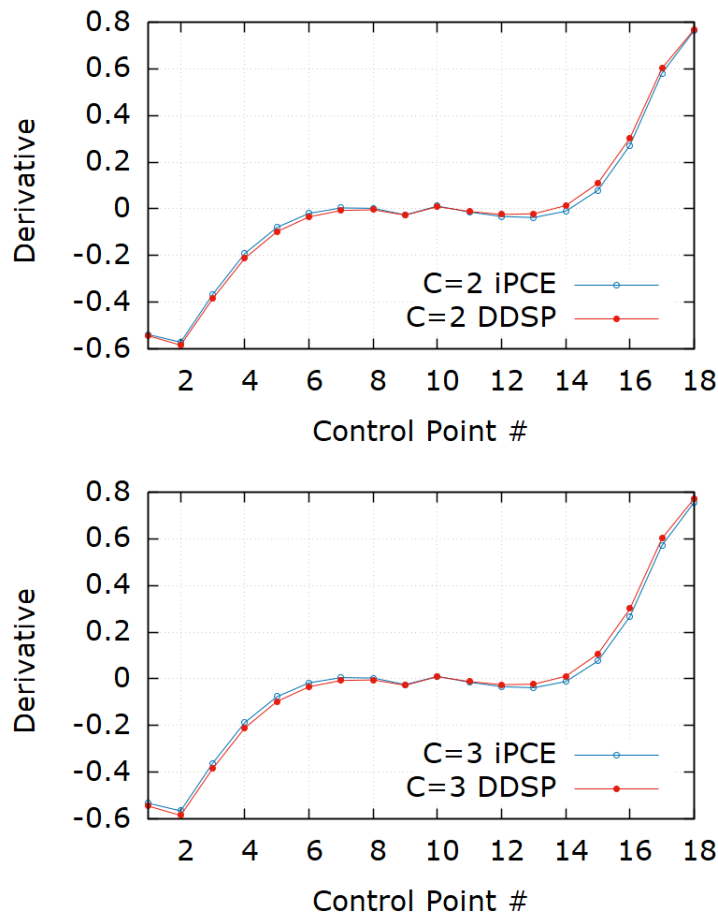 0.8
0.6
0.4
0.2
0
-0.2
-0.4
-0.6
Derivative
C=2 iPCE
C=2 DDSP
2 4 6 8 10 12 14 16 18
Control Point #
0.8
0.6
0.4
0.2
0
-0.2
-0.4
-0.6
Derivative
C=3 iPCE
C=3 DDSP
2 4 6 8 10 12 14 16 18
Control Point #